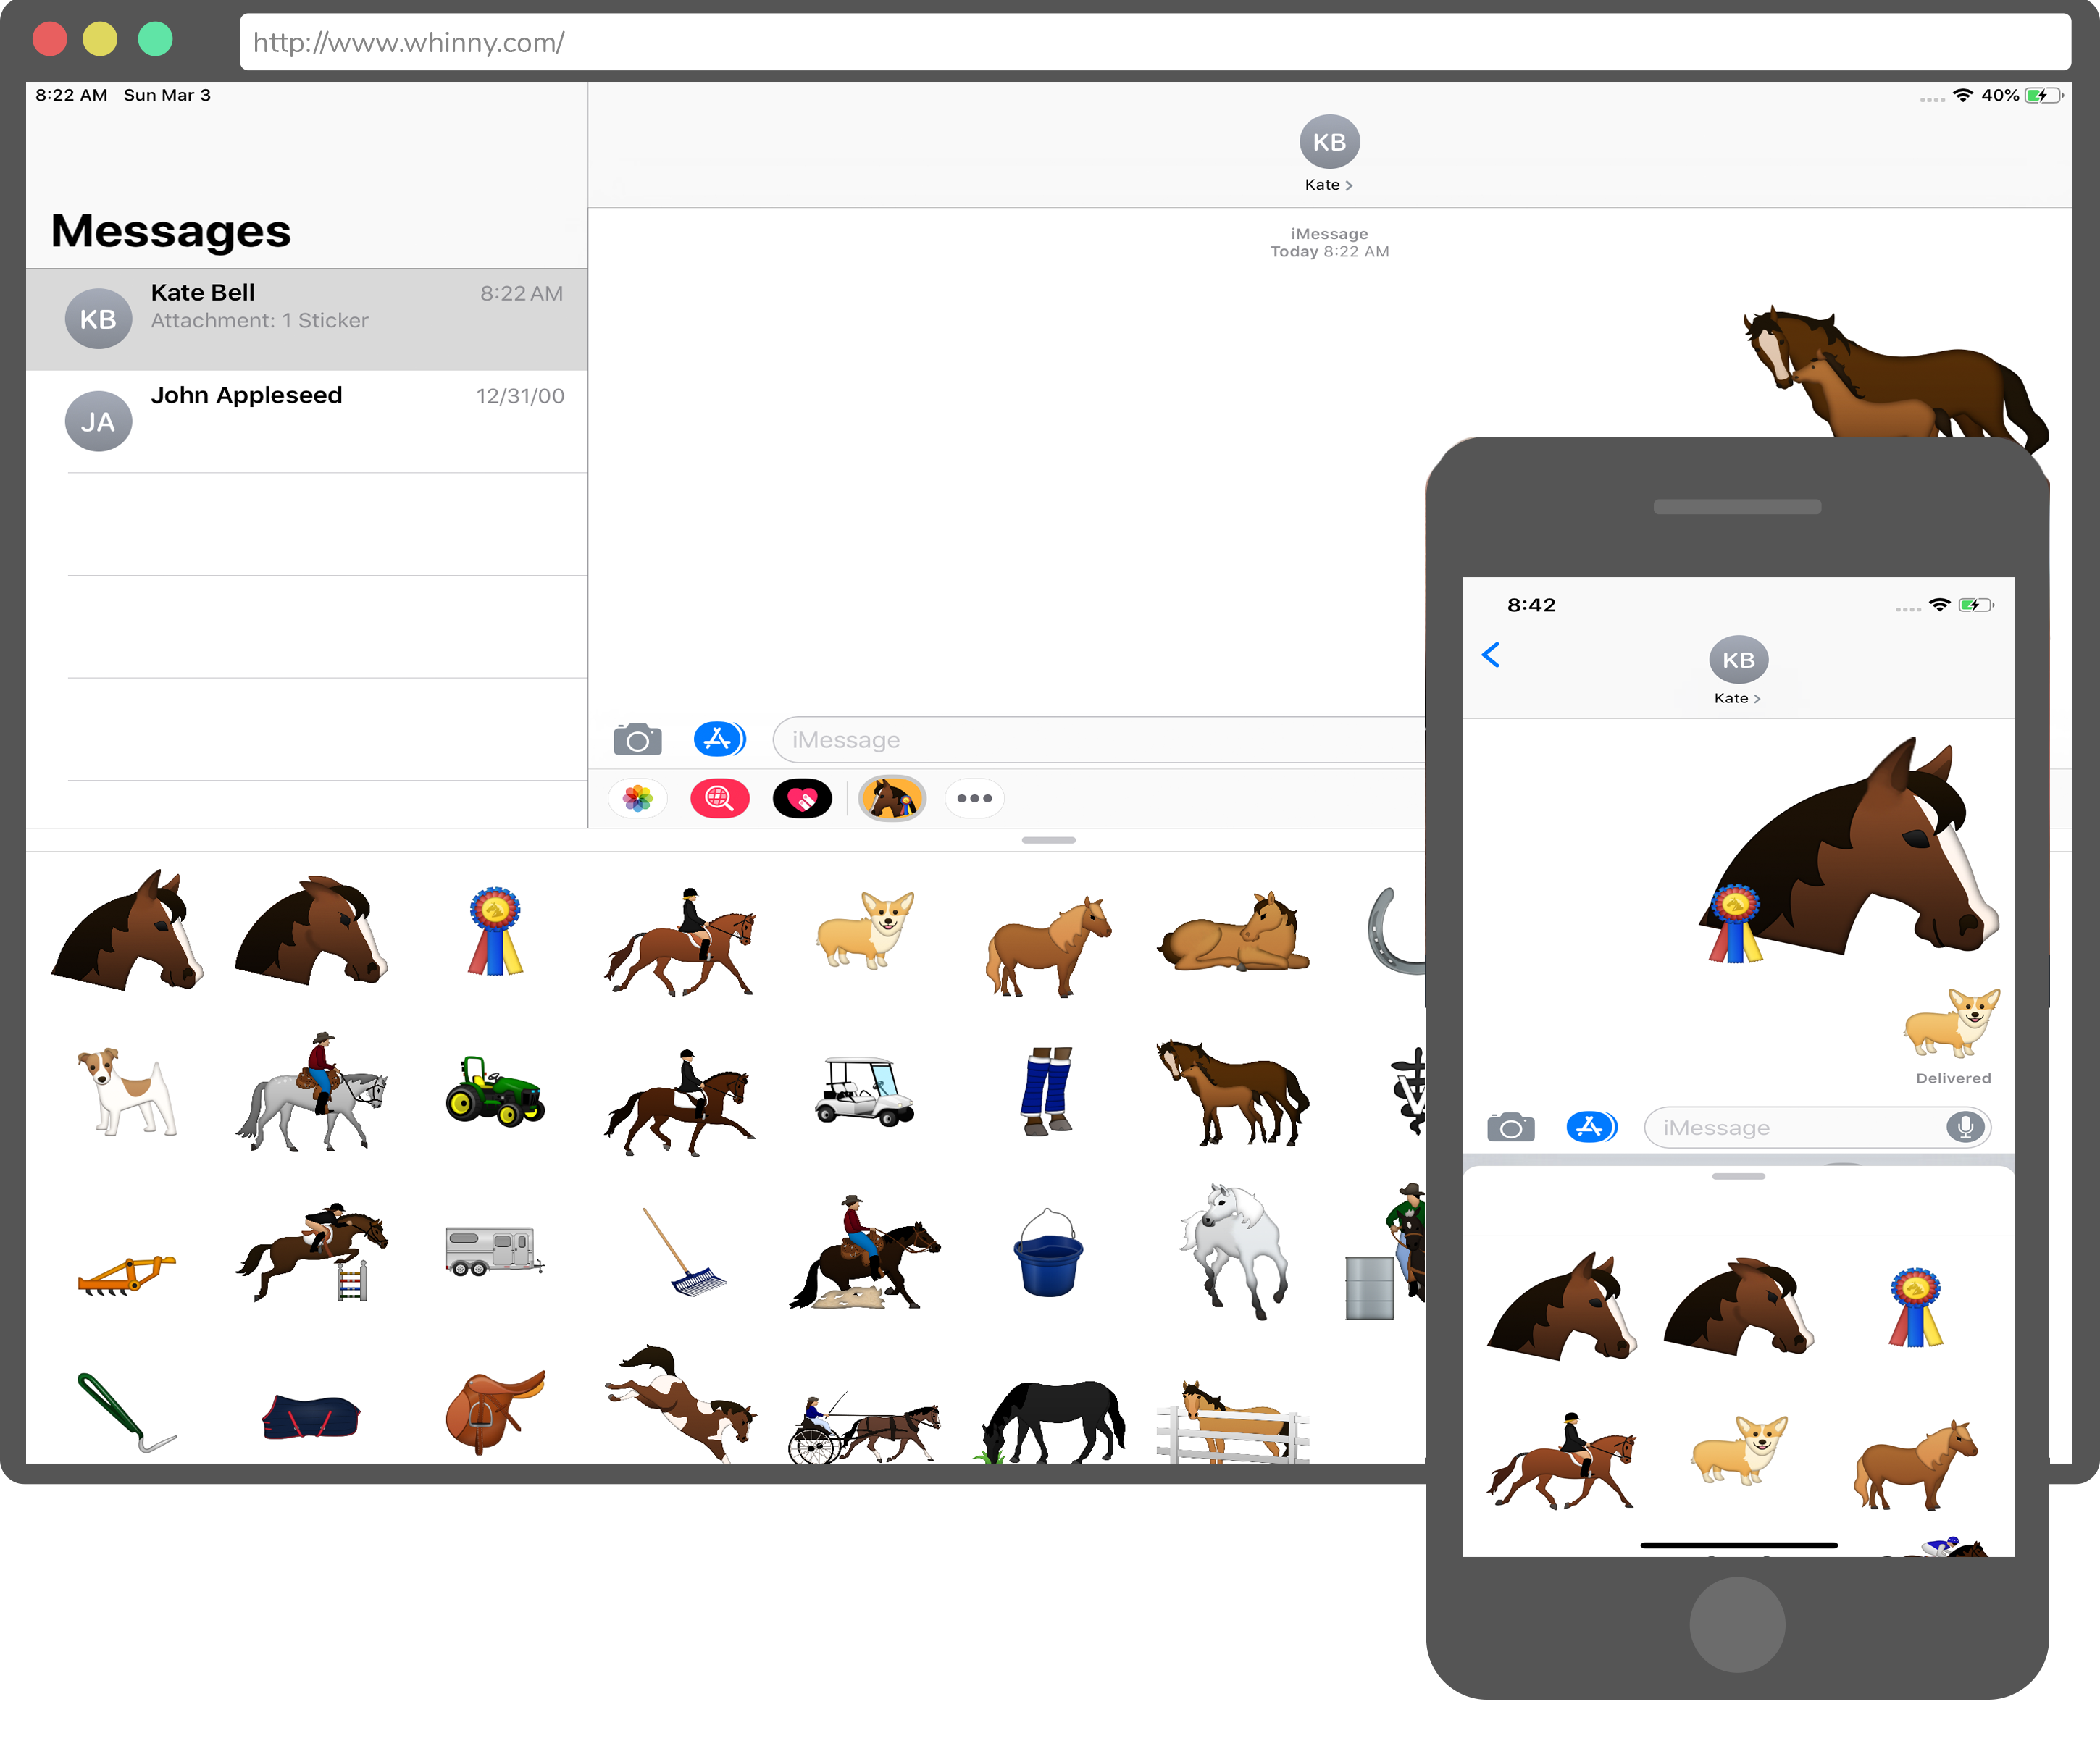 http://www.whinny.com/
8:22 AM Sun Mar 3
40%
KB
Kate >
Messages
iMessage
Today 8:22 AM
KB
Kate Bell
8:22 AM
Attachment: 1 Sticker
JA
John Appleseed
12/31/00
iMessage
8:42
KB
Kate >
Delivered
iMessage